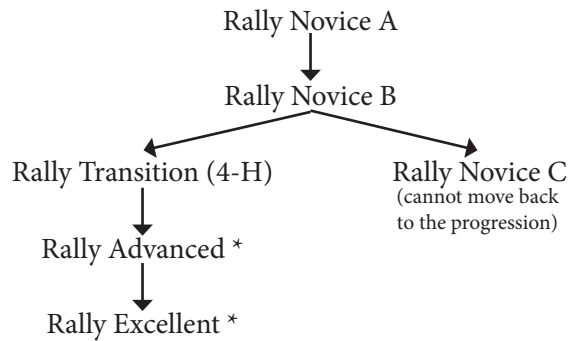 Rally Novice A
Rally Novice B
Rally Transition (4-H)
Rally Novice C
(cannot move back
to the progression)
Rally Advanced *
Rally Excellent *